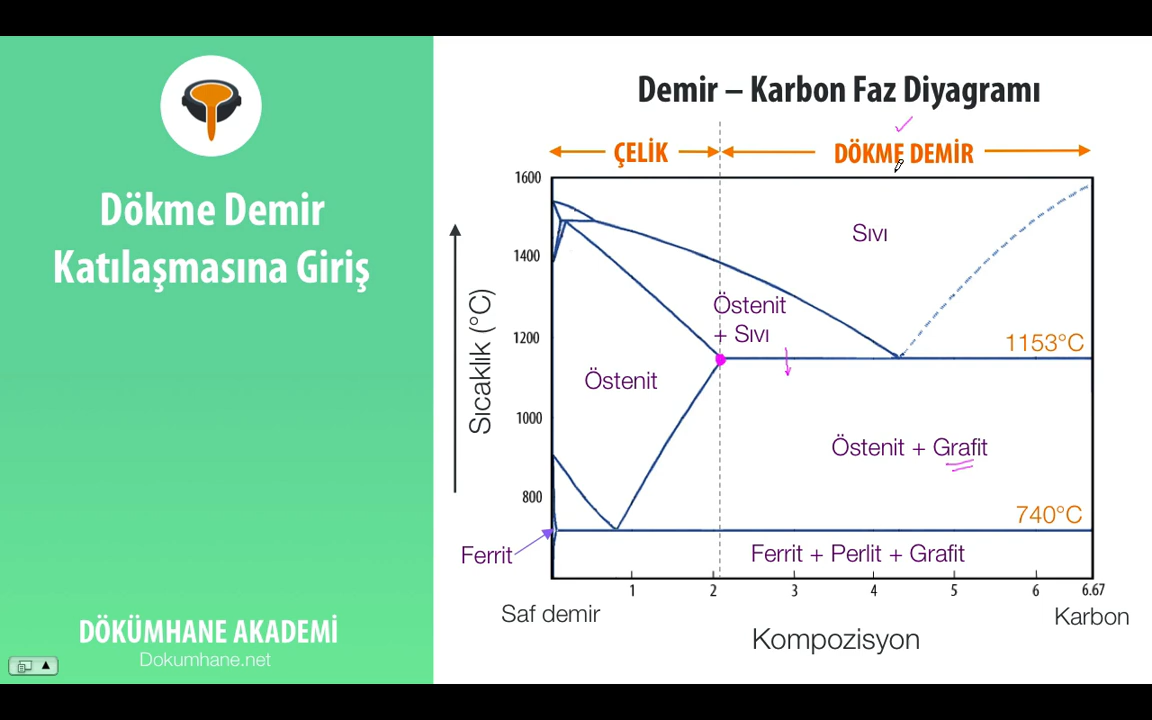 Dökme Demir
Katılaşmasına Giriş
DÖKÜMHANE AKADEMİ
Dokumhane.net
Demir – Karbon Faz Diyagramı
ÇELİK
DÖKME DEMİR
1600
1400
1200
1000
800
Sıcaklık (°C)
Sıvı
Östenit
+ Sıvı
1153°C
Östenit
Östenit + Grafit
740°C
Ferrit
Ferrit + Perlit + Grafit
1 2 3 4 5 6 6.67
Saf demir
Karbon
Kompozisyon